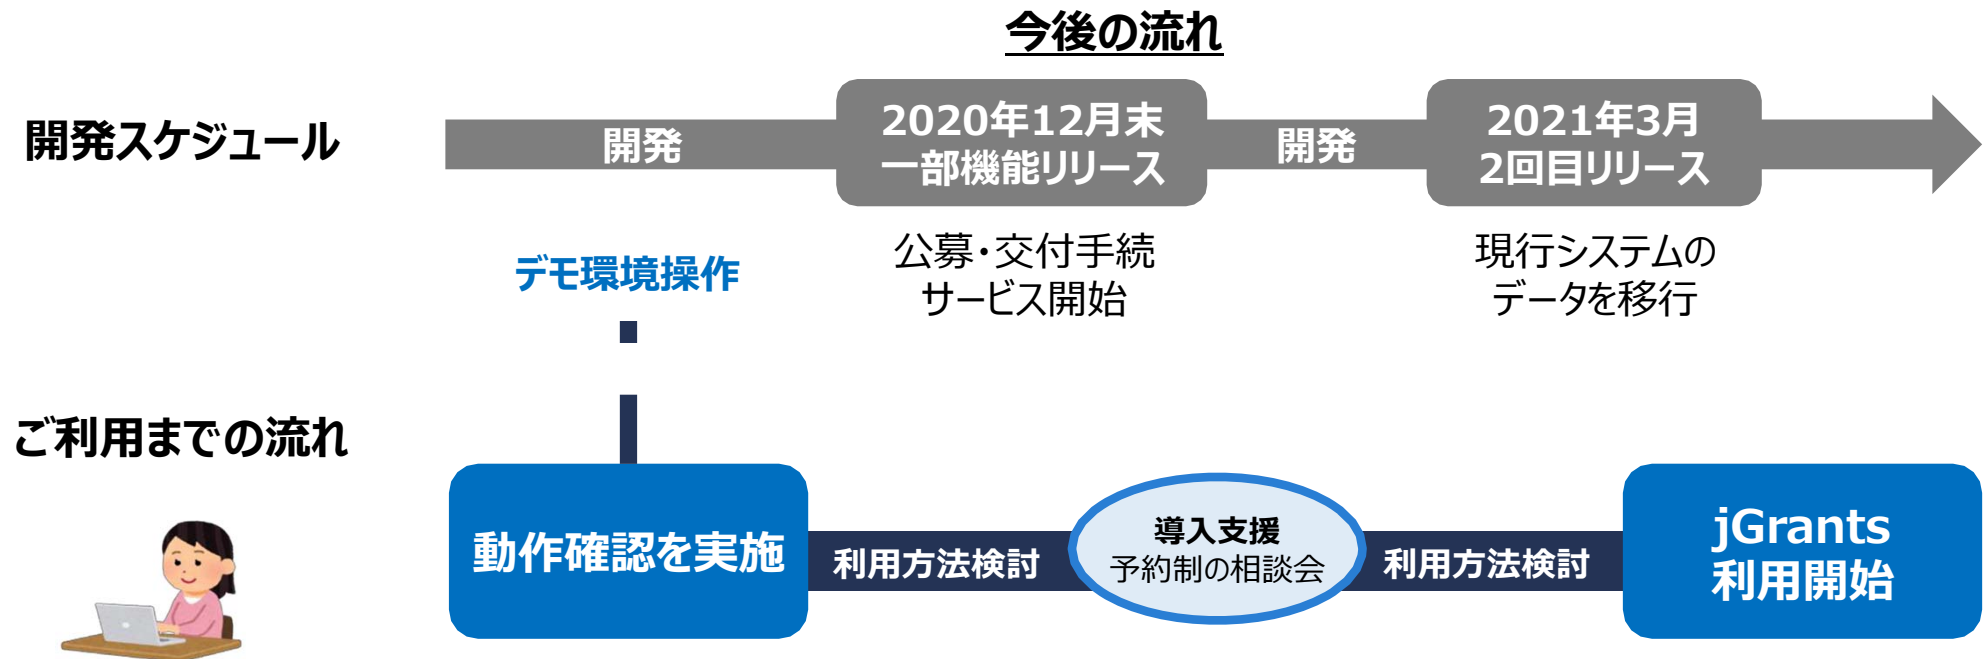 今後の流れ
開発スケジュール
開発
2020年12月末
一部機能リリース
開発
2021年3月
2回目リリース
公募・交付手続
サービス開始
現行システムの
データを移行
デモ環境操作
ご利用までの流れ
動作確認を実施
利用方法検討
導入支援
予約制の相談会
利用方法検討
jGrants
利用開始